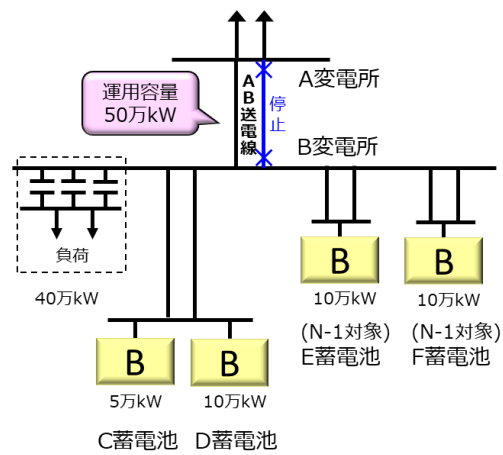 A変電所
運用容量
50万kW
AB送電線
停止
B変電所
負荷
40万kW
B
B
10万kW
10万kW
(N-1対象)
(N-1対象)
E蓄電池
F蓄電池
B
B
5万kW
10万kW
C蓄電池
D蓄電池